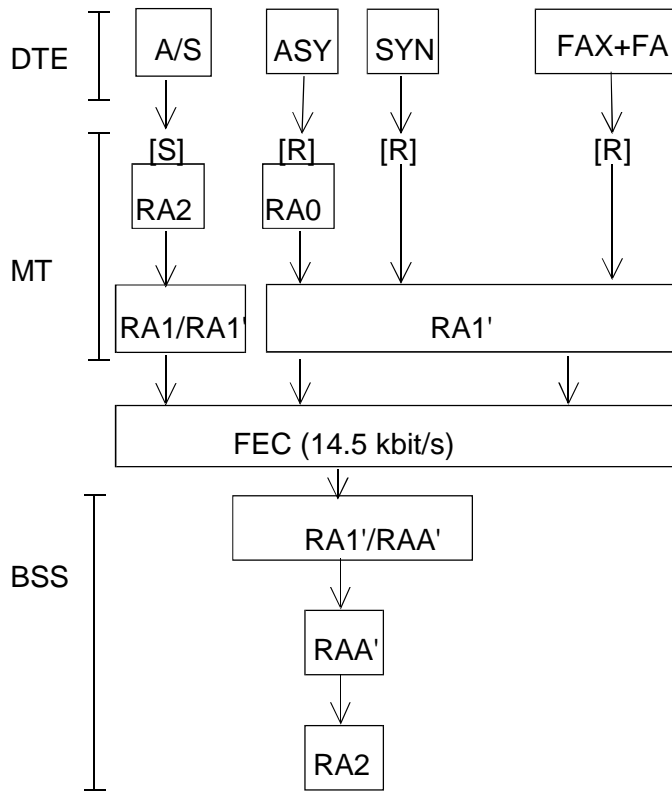 DTE
A/S
ASY
SYN
FAX+FA
[S]
[R]
[R]
[R]
RA2
RA0
MT
RA1/RA1'
RA1'
FEC (14.5 kbit/s)
RA1'/RAA'
BSS
RAA'
RA2